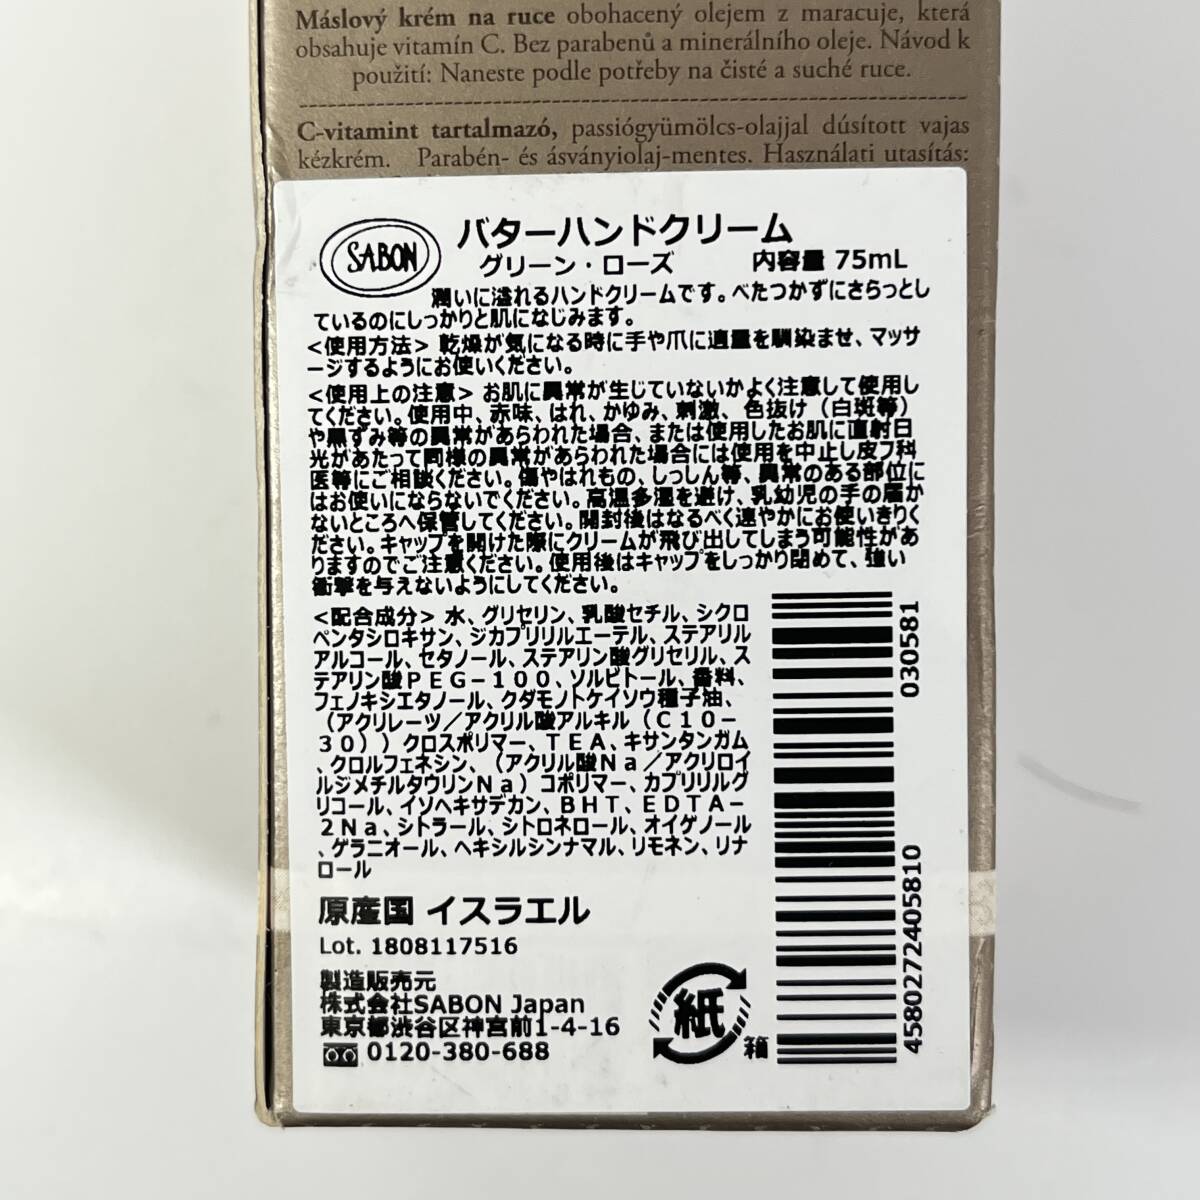 Máslový krém na ruce obohacený olejem z maracuje, která
obsahuje vitamín C. Bez parabenů a minerálního oleje. Návod k
použití: Naneste podle potřeby na čisté a suché ruce.
C-vitamint tartalmazó, passiógyümölcs-olajjal dúsított vajas
kézkrém. Parabén- és ásványiolaj-mentes. Használati utasítás:
SABON
バターハンドクリーム
グリーン・ローズ 内容量 75mL
潤いに溢れるハンドクリームです。べたつかずにさらっとし
ているのにしっかりと肌になじみます。
<使用方法> 乾燥が気になる時に手や爪に適量を馴染ませ、マッサ
ージするようにお使いください。
<使用上の注意> お肌に異常が生じていないかよく注意して使用し
てください。使用中、赤味、はれ、かゆみ、刺激、色抜け（白斑等）
や黒ずみ等の異常があらわれた場合、または使用したお肌に直射日
光があたって同様の異常があらわれた場合には使用を中止し皮フ科
医等にご相談ください。傷やはれもの、しっしん等、異常のある部位に
はお使いにならないでください。高温多湿を避け、乳幼児の手の届か
ないところへ保管してください。開封後はなるべく速やかにお使いきりく
ださい。キャップを開けた際にクリームが飛び出してしまう可能性があ
りますのでご注意ください。使用後はキャップをしっかり閉めて、強い
衝撃を与えないようにしてください。
<配合成分> 水、グリセリン、乳酸セチル、シクロ
ペンタシロキサン、ジカプリリルエーテル、ステアリル
アルコール、セタノール、ステアリン酸グリセリル、ス
テアリン酸ＰＥＧ－１００、ソルビトール、香料、
フェノキシエタノール、クダモノトケイソウ種子油、
（アクリレーツ／アクリル酸アルキル（Ｃ１０－
３０））クロスポリマー、ＴＥＡ、キサンタンガム
、クロルフェネシン、（アクリル酸Ｎａ／アクリロイ
ルジメチルタウリンＮａ）コポリマー、カプリリルグ
リコール、イソヘキサデカン、ＢＨＴ、ＥＤＴＡ－
２Ｎａ、シトラール、シトロネロール、オイゲノール
、ゲラニオール、ヘキシルシンナマル、リモネン、リナ
ロール
原産国 イスラエル
Lot. 1808117516
製造販売元
株式会社SABON Japan
東京都渋谷区神宮前1-4-16
0120-380-688
紙
箱
030581
4580272405810